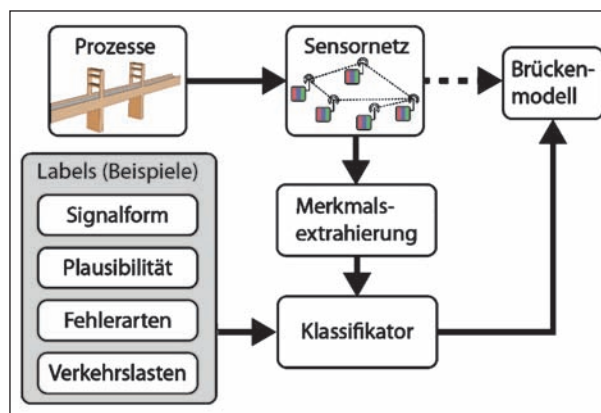 Prozesse
Sensornetz
Brücken-
modell
Labels (Beispiele)
Signalform
Plausibilität
Fehlerarten
Verkehrslasten
Merkmals-
extrahierung
Klassifikator